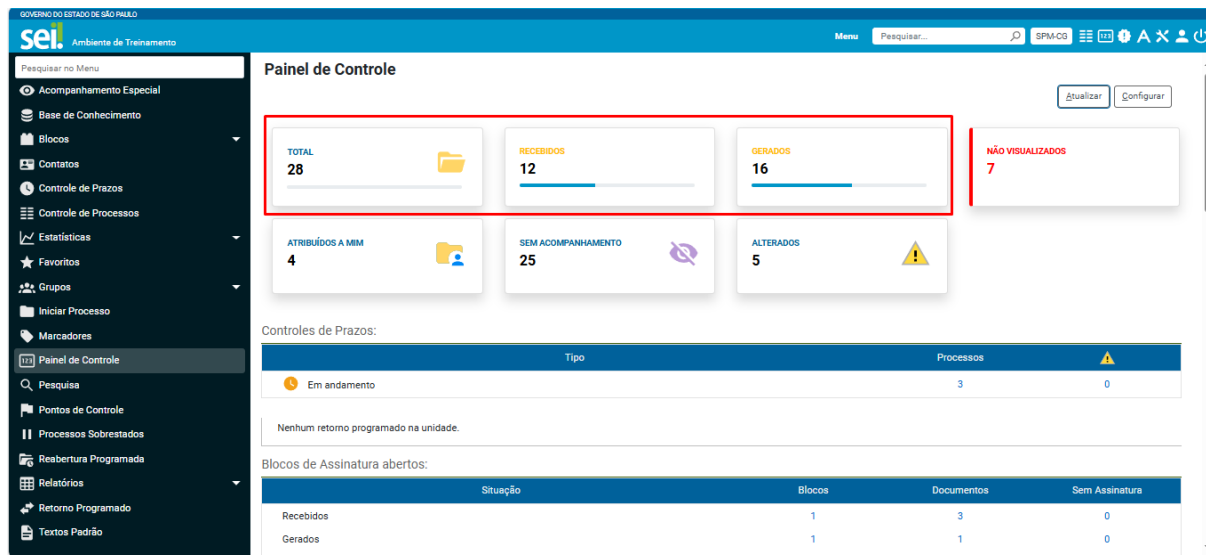 GOVERNO DO ESTADO DE SÃO PAULO
sei!
Ambiente de Treinamento
Menu
Pesquisar...
SPM-CG
Pesquisar no Menu
Acompanhamento Especial
Base de Conhecimento
Blocos
Contatos
Controle de Prazos
Controle de Processos
Estatísticas
Favoritos
Grupos
Iniciar Processo
Marcadores
Painel de Controle
Pesquisa
Pontos de Controle
Processos Sobrestados
Reabertura Programada
Relatórios
Retorno Programado
Textos Padrão
Painel de Controle
Atualizar
Configurar
TOTAL
28
RECEBIDOS
12
GERADOS
16
NÃO VISUALIZADOS
7
ATRIBUÍDOS A MIM
4
SEM ACOMPANHAMENTO
25
ALTERADOS
5
Controles de Prazos:
Tipo Processos
Em andamento 3 0
Nenhum retorno programado na unidade.
Blocos de Assinatura abertos:
Situação Blocos Documentos Sem Assinatura
Recebidos 1 3 0
Gerados 1 1 0